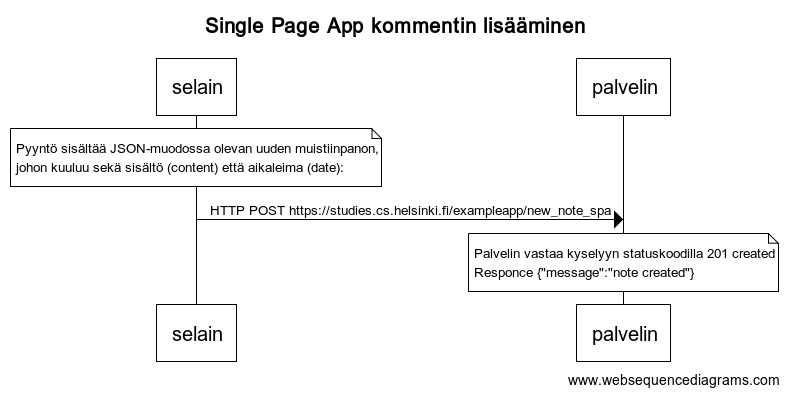 Single Page App kommentin lisääminen
selain
palvelin
Pyyntö sisältää JSON-muodossa olevan uuden muistiinpanon,
johon kuuluu sekä sisältö (content) että aikaleima (date):
HTTP POST https://studies.cs.helsinki.fi/exampleapp/new_note_spa
Palvelin vastaa kyselyyn statuskoodilla 201 created
Responce {"message":"note created"}
selain
palvelin
www.websequencediagrams.com